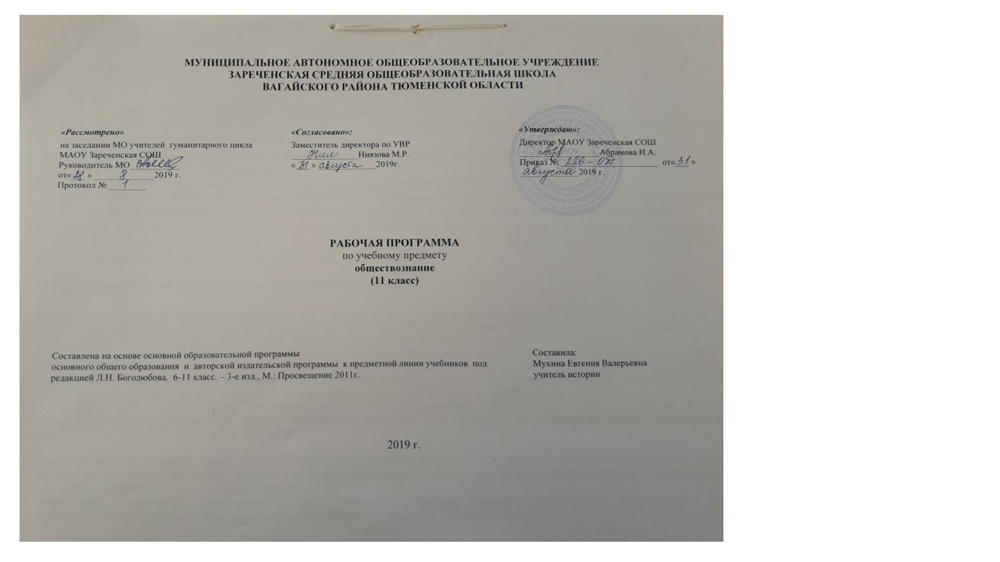 МУНИЦИПАЛЬНОЕ АВТОНОМНОЕ ОБЩЕОБРАЗОВАТЕЛЬНОЕ УЧРЕЖДЕНИЕ
ЗАРЕЧЕНСКАЯ СРЕДНЯЯ ОБЩЕОБРАЗОВАТЕЛЬНАЯ ШКОЛА
ВАГАЙСКОГО РАЙОНА ТЮМЕНСКОЙ ОБЛАСТИ
«Рассмотрено»
на заседании МО учителей гуманитарного цикла
МАОУ Зареченская СОШ
Руководитель МО
от« 28 » 8 2019 г.
Протокол № 1
«Согласовано»:
Заместитель директора по УВР
Ниязова М.Р.
« 31 » августа 2019г.
«Утверждаю»:
Директор МАОУ Зареченская СОШ
Абрамова Н.А.
Приказ № 226 - ОД от« 31 »
августа 2019 г.
РАБОЧАЯ ПРОГРАММА
по учебному предмету
обществознание
(11 класс)
Составлена на основе основной образовательной программы
основного общего образования и авторской издательской программы к предметной линии учебников под
редакцией Л.Н. Боголюбова. 6-11 класс. – 3-е изд., М.: Просвещение 2011г.
Составила:
Мухина Евгения Валерьевна
учитель истории
2019 г.